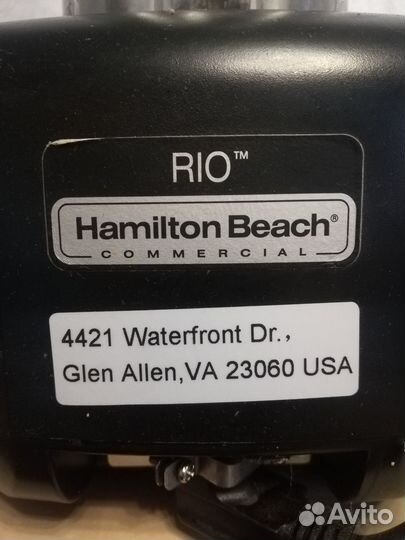 RIO™
Hamilton Beach®
COMMERCIAL
4421 Waterfront Dr.,
Glen Allen,VA 23060 USA
Avito